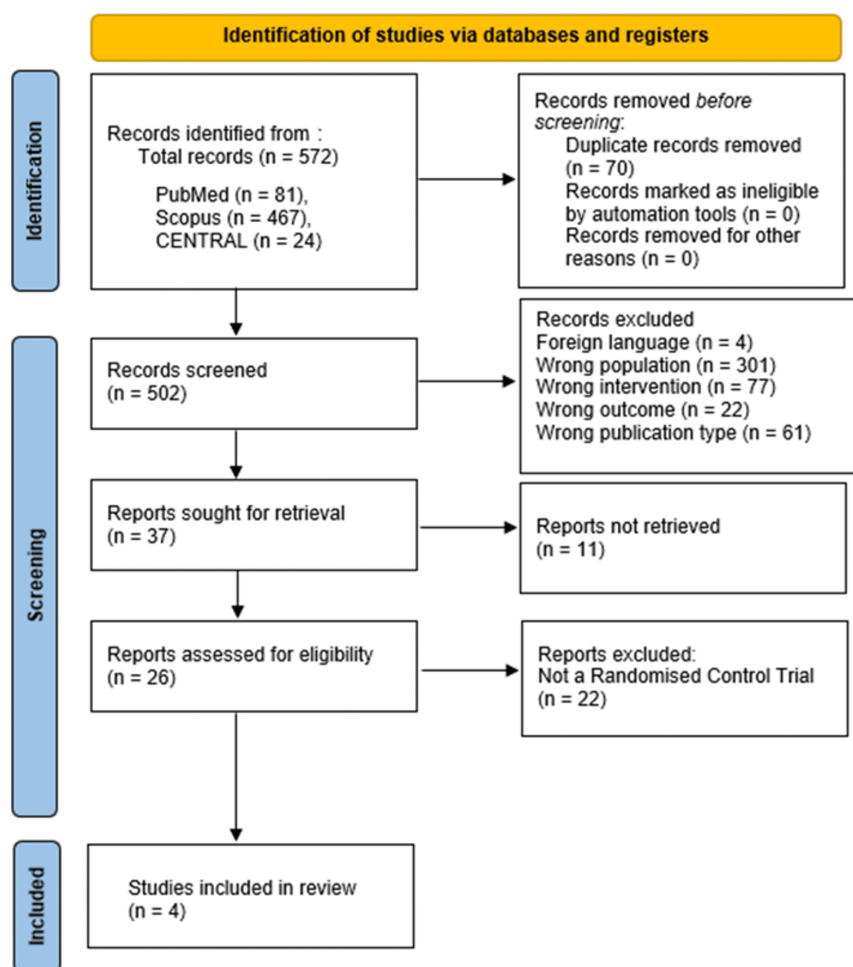 Identification of studies via databases and registers
Identification
Records identified from :
Total records (n = 572)
PubMed (n = 81),
Scopus (n = 467),
CENTRAL (n = 24)
Records removed before
screening:
Duplicate records removed
(n = 70)
Records marked as ineligible
by automation tools (n = 0)
Records removed for other
reasons (n = 0)
Screening
Records screened
(n = 502)
Records excluded
Foreign language (n = 4)
Wrong population (n = 301)
Wrong intervention (n = 77)
Wrong outcome (n = 22)
Wrong publication type (n = 61)
Reports sought for retrieval
(n = 37)
Reports not retrieved
(n = 11)
Reports assessed for eligibility
(n = 26)
Reports excluded:
Not a Randomised Control Trial
(n = 22)
Included
Studies included in review
(n = 4)